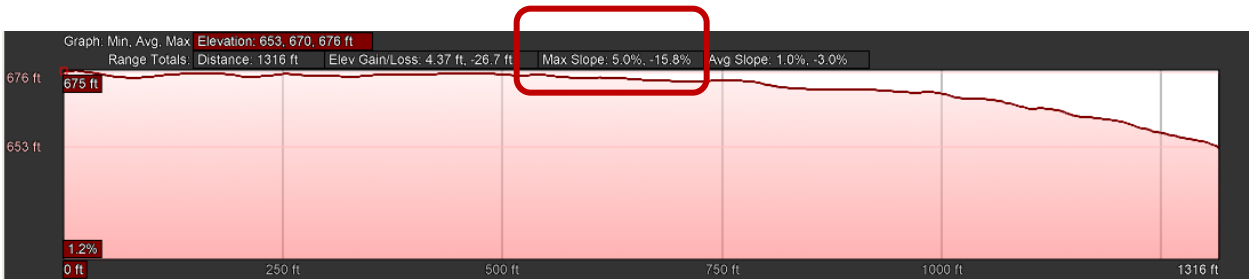 Graph: Min, Avg, Max Elevation: 653, 670, 676 ft
Range Totals: Distance: 1316 ft Elev Gain/Loss: 4.37 ft, -26.7 ft Max Slope: 5.0%, -15.8% Avg Slope: 1.0%, -3.0%
676 ft
675 ft
653 ft
1.2%
0 ft 250 ft 500 ft 750 ft 1000 ft 1316 ft